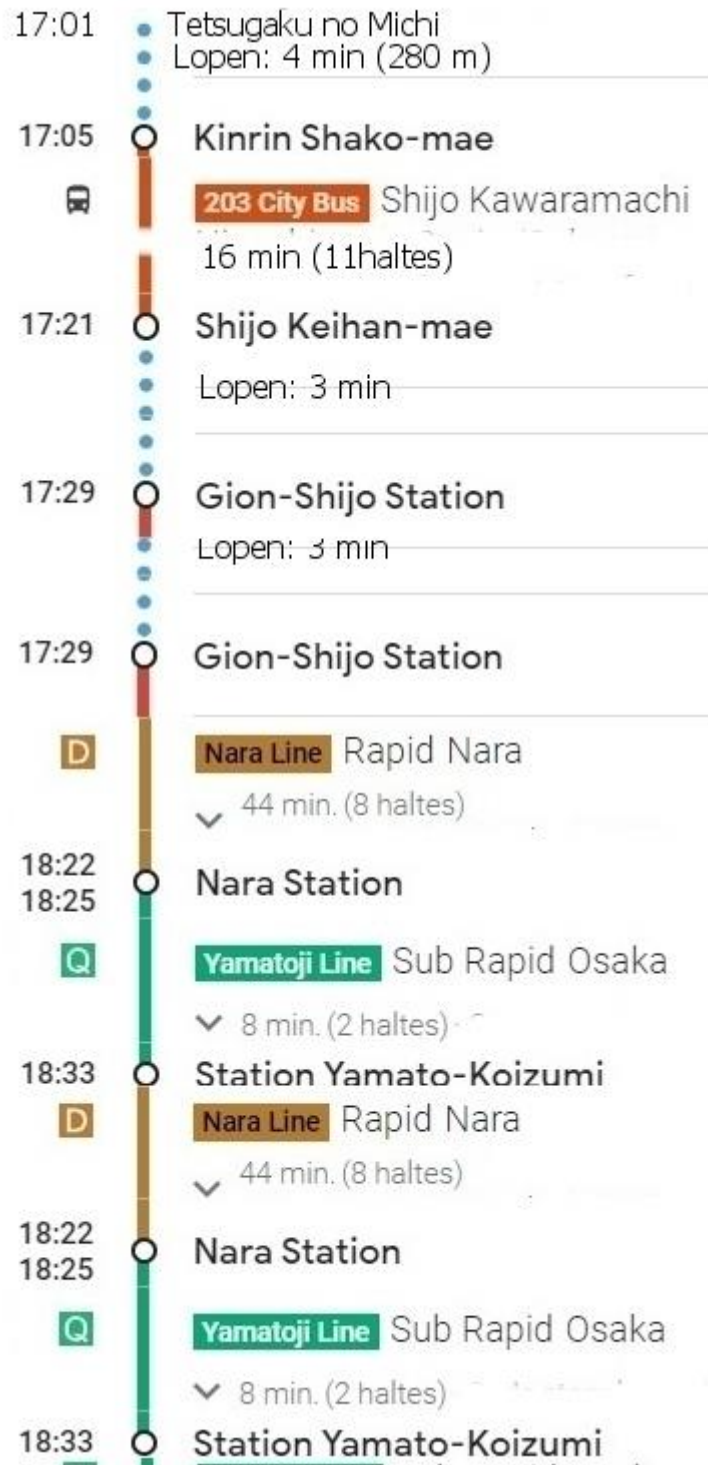 17:01 Tetsugaku no Michi
Lopen: 4 min (280 m)
17:05 Kinrin Shako-mae
203 City Bus Shijo Kawaramachi
16 min (11haltes)
17:21 Shijo Keihan-mae
Lopen: 3 min
17:29 Gion-Shijo Station
Lopen: 3 min
17:29 Gion-Shijo Station
D Nara Line Rapid Nara
44 min. (8 haltes)
18:22
Nara Station
18:25
Q Yamatoji Line Sub Rapid Osaka
8 min. (2 haltes)
18:33 Station Yamato-Koizumi
D Nara Line Rapid Nara
44 min. (8 haltes)
18:22
Nara Station
18:25
Q Yamatoji Line Sub Rapid Osaka
8 min. (2 haltes)
18:33 Station Yamato-Koizumi